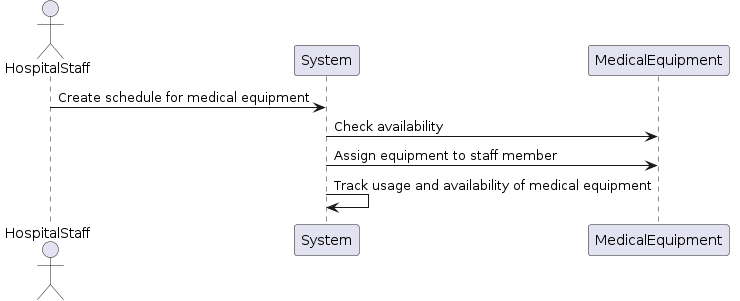 HospitalStaff
System
MedicalEquipment
Create schedule for medical equipment
Check availability
Assign equipment to staff member
Track usage and availability of medical equipment
HospitalStaff
System
MedicalEquipment